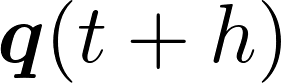 q(t + h)